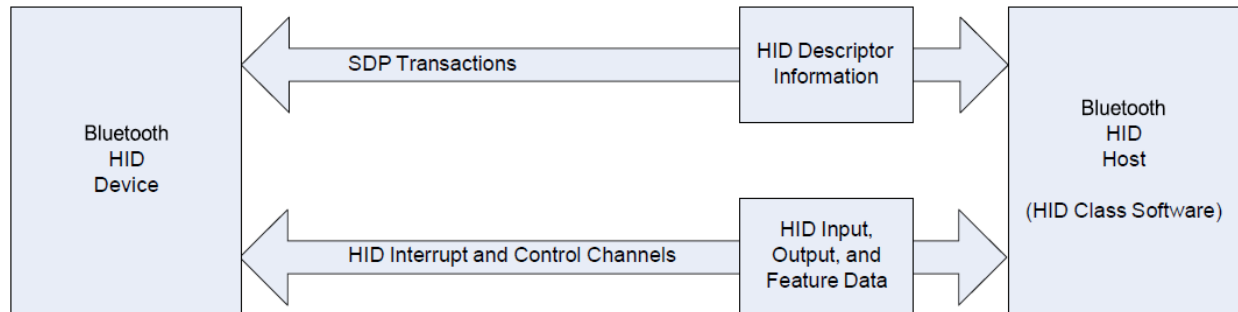 Bluetooth
HID
Device
SDP Transactions
HID Descriptor
Information
HID Interrupt and Control Channels
HID Input,
Output, and
Feature Data
Bluetooth
HID
Host
(HID Class Software)